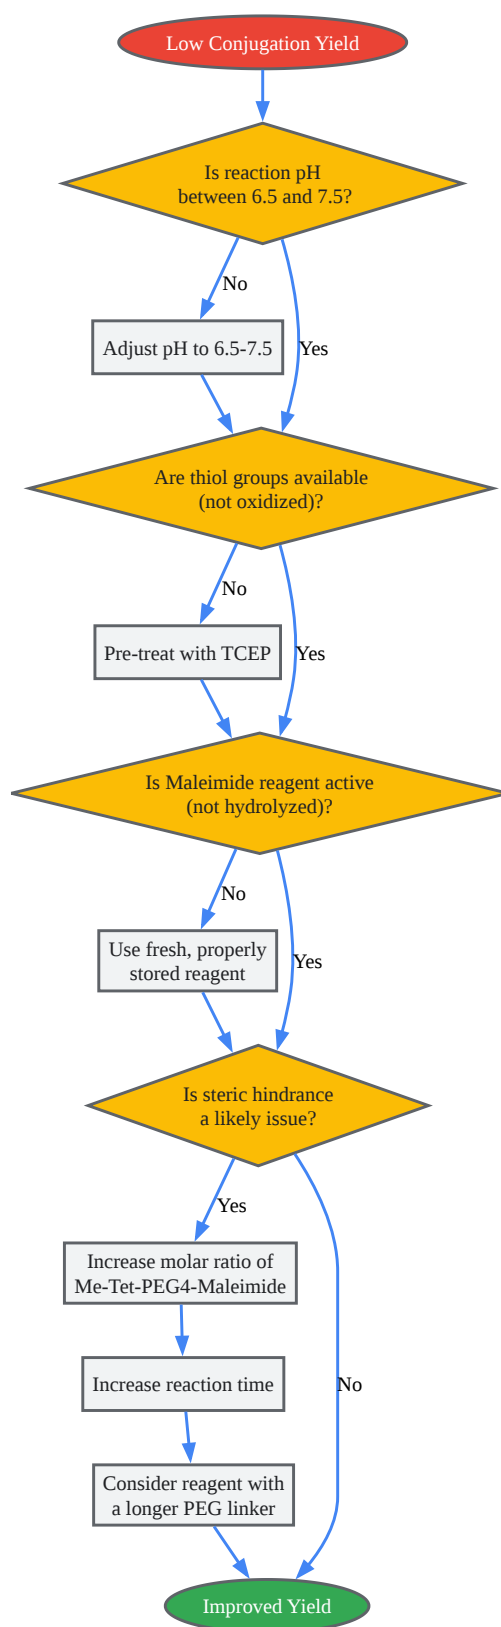 Low Conjugation Yield
Is reaction pH
between 6.5 and 7.5?
No
Yes
Adjust pH to 6.5-7.5
Are thiol groups available
(not oxidized)?
No
Yes
Pre-treat with TCEP
Is Maleimide reagent active
(not hydrolyzed)?
No
Yes
Use fresh, properly
stored reagent
Is steric hindrance
a likely issue?
Yes
Increase molar ratio of
Me-Tet-PEG4-Maleimide
Increase reaction time
No
Consider reagent with
a longer PEG linker
Improved Yield